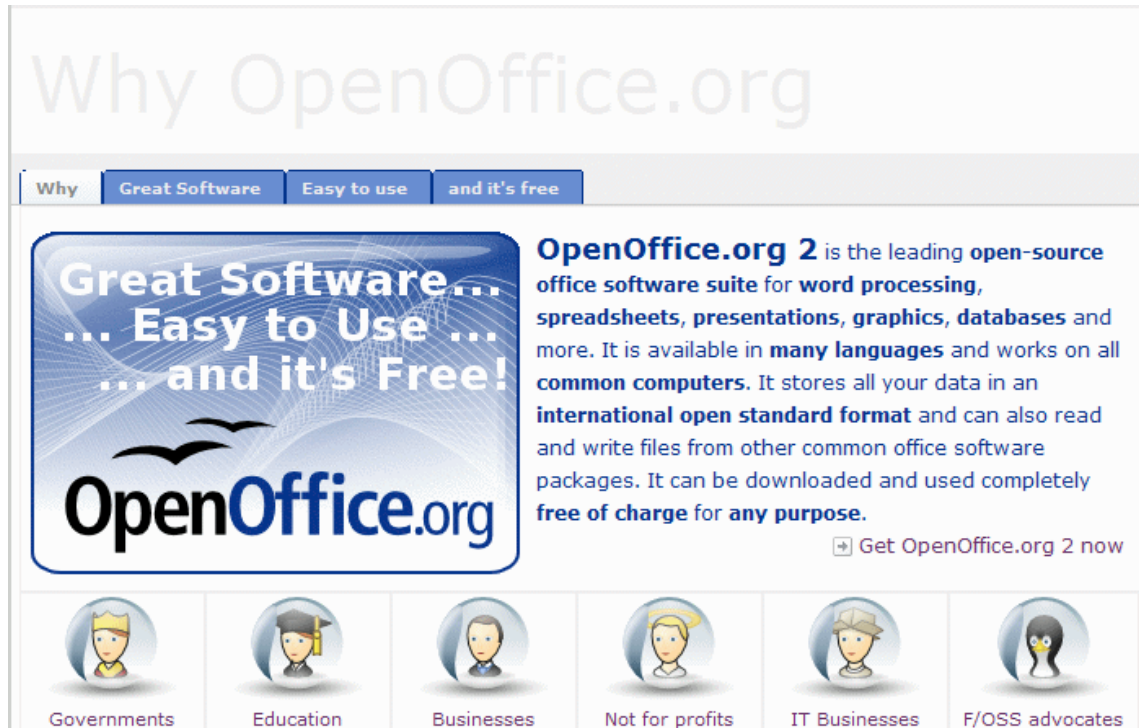 Why OpenOffice.org
Why
Great Software
Easy to use
and it's free
Great Software...
... Easy to Use ...
... and it's Free!
OpenOffice.org
OpenOffice.org 2 is the leading open-source
office software suite for word processing,
spreadsheets, presentations, graphics, databases and
more. It is available in many languages and works on all
common computers. It stores all your data in an
international open standard format and can also read
and write files from other common office software
packages. It can be downloaded and used completely
free of charge for any purpose.
Get OpenOffice.org 2 now
Governments
Education
Businesses
Not for profits
IT Businesses
F/OSS advocates